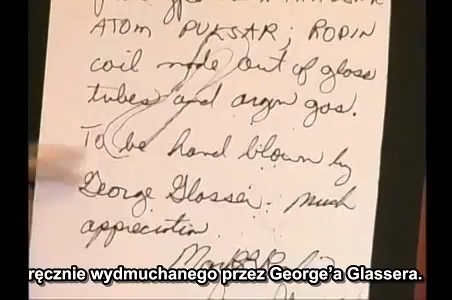 ATOM PULSAR; RODIN
coil made out of glass
tubes and argon gas.
To be hand blown by
George Glasser. Much
appreciation
ręcznie wydmuchanego przez George'a Glassera.